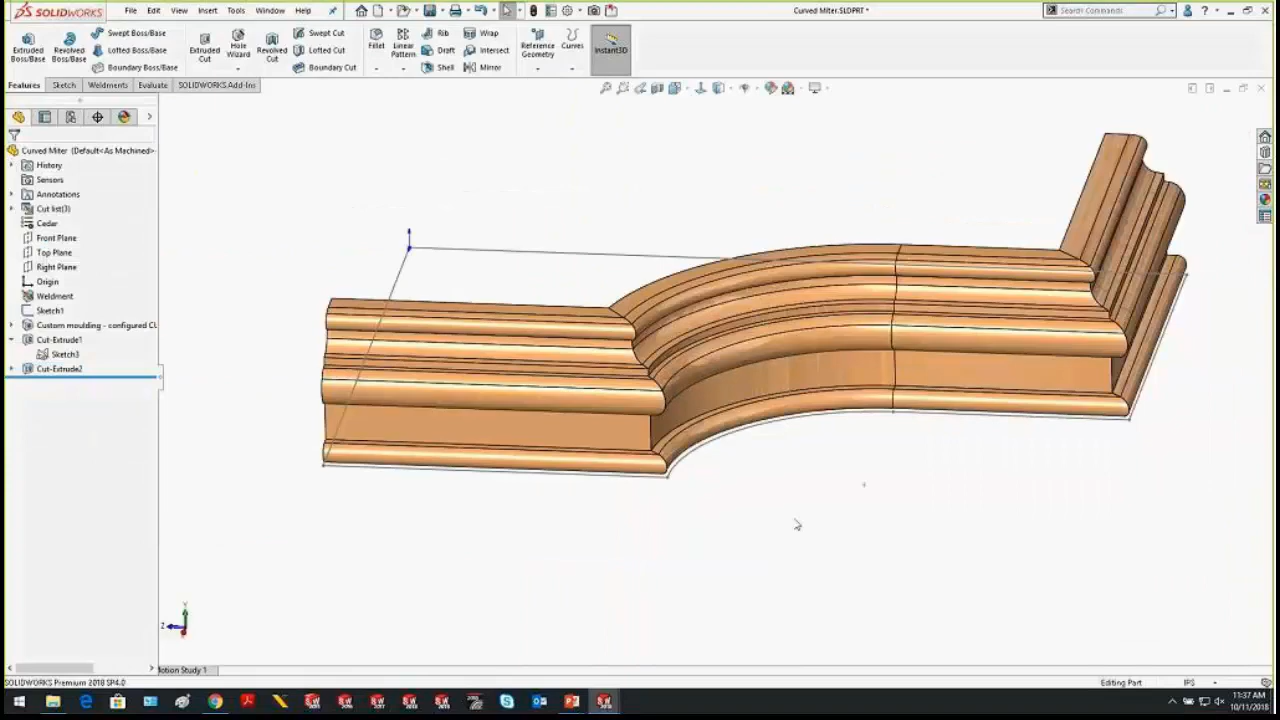 SOLIDWORKS File Edit View Insert Tools Window Help Curved Miter.SLDPRT * Search Commands
Extruded Boss/Base Revolved Boss/Base Swept Boss/Base Lofted Boss/Base Boundary Boss/Base Extruded Cut Hole Wizard Revolved Cut Swept Cut Lofted Cut Boundary Cut Fillet Linear Pattern Rib Draft Shell Wrap Intersect Mirror Reference Geometry Curves Instant3D
Features Sketch Weldments Evaluate SOLIDWORKS Add-Ins
Curved Miter (Default<As Machined>
History
Sensors
Annotations
Cut list(3)
Cedar
Front Plane
Top Plane
Right Plane
Origin
Weldment
Sketch1
Custom moulding - configured C
Cut-Extrude1
Sketch3
Cut-Extrude2
Y
Z
Motion Study 1
SOLIDWORKS Premium 2018 SP4.0 Editing Part IPS
11:37 AM
10/11/2018